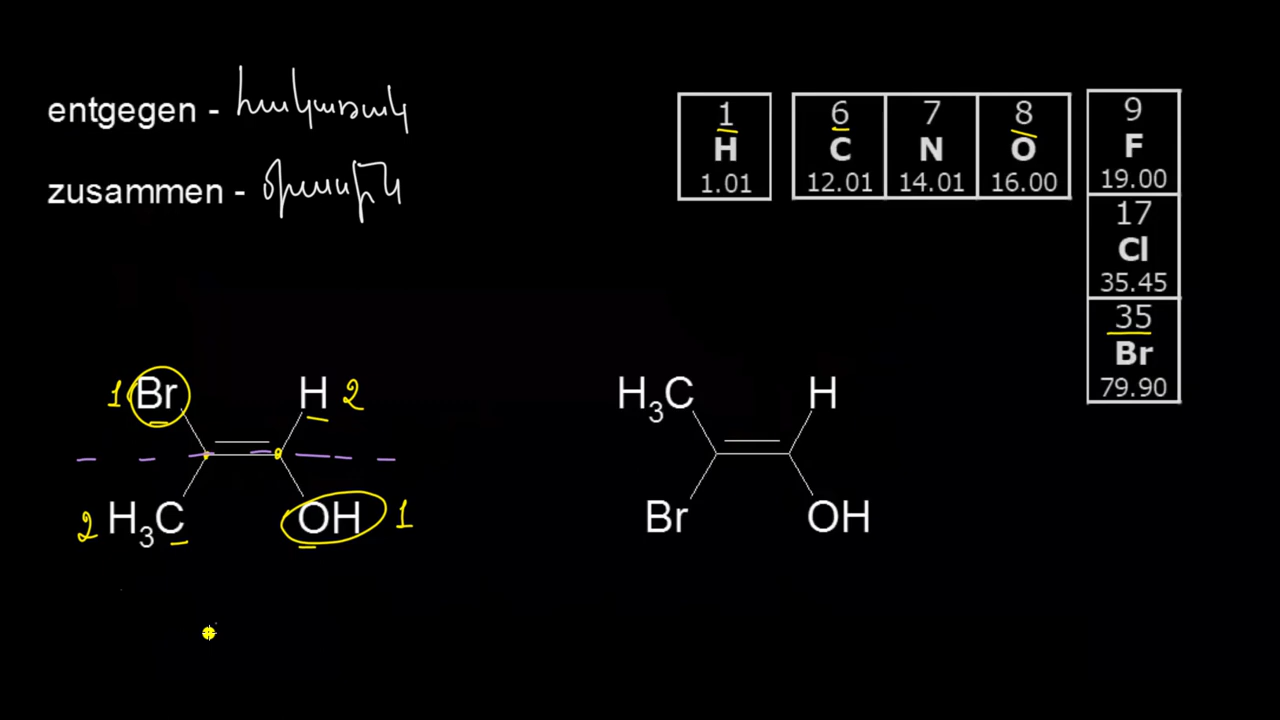 entgegen - հակառակ
zusammen - միասին
1
H
1.01
6
C
12.01
7
N
14.01
8
O
16.00
9
F
19.00
17
Cl
35.45
35
Br
79.90
1 Br H 2
2 H3C OH 1
H3C H
Br OH